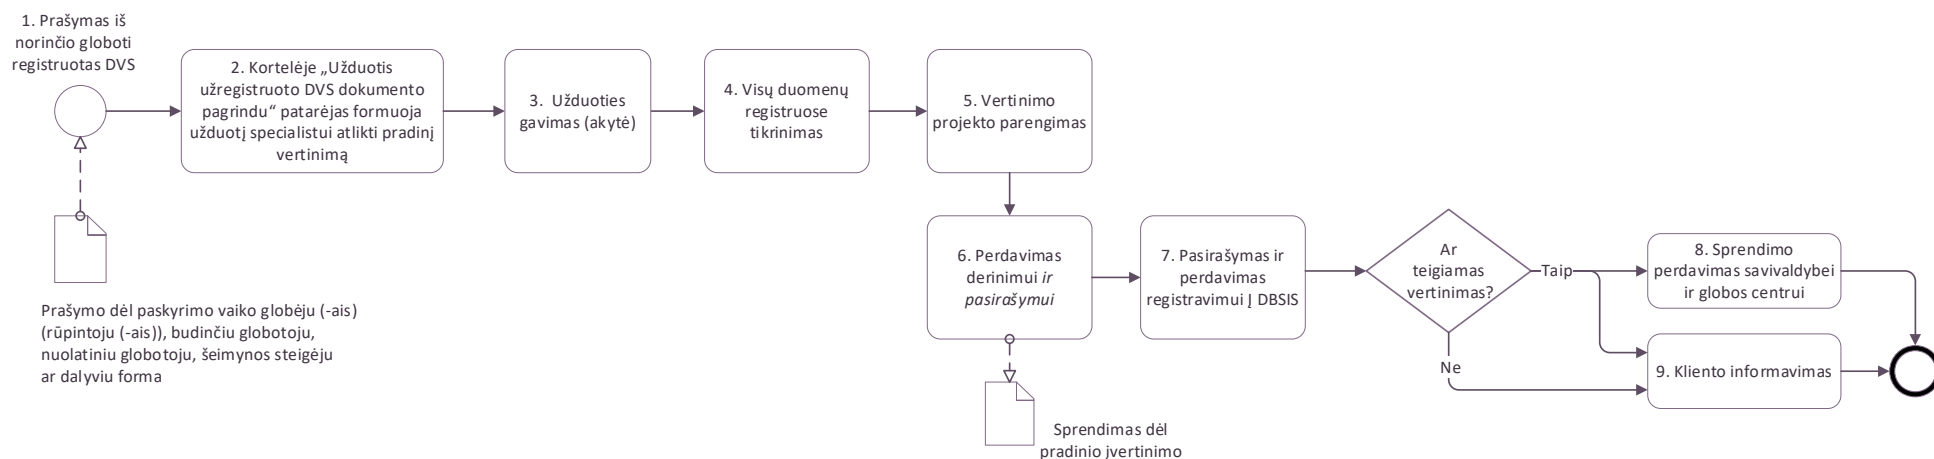 1. Prašymas iš
norinčio globoti
registruotas DVS
2. Kortelėje „Užduotis
užregistruoto DVS dokumento
pagrindu“ patarėjas formuoja
užduotį specialistui atlikti pradinį
vertinimą
3. Užduoties
gavimas (akytė)
4. Visų duomenų
registruose
tikrinimas
5. Vertinimo
projekto parengimas
6. Perdavimas
derinimui ir
pasirašymui
7. Pasirašymas ir
perdavimas
registravimui Į DBSIS
Ar
teigiamas
vertinimas?
Taip
Ne
8. Sprendimo
perdavimas savivaldybei
ir globos centrui
9. Kliento informavimas
Prašymo dėl paskyrimo vaiko globėju (-ais)
(rūpintoju (-ais)), budinčiu globotoju,
nuolatiniu globotoju, šeimynos steigėju
ar dalyviu forma
Sprendimas dėl
pradinio įvertinimo